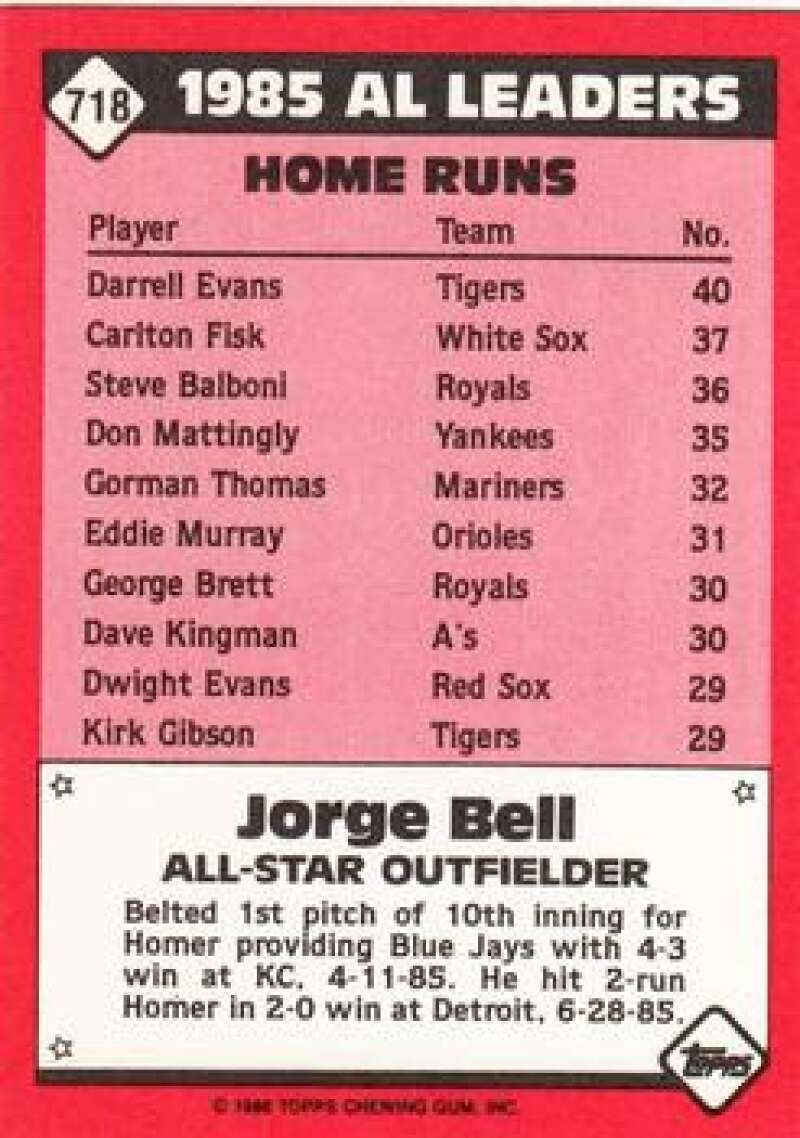 718 1985 AL LEADERS
HOME RUNS
Player Team No.
Darrell Evans Tigers 40
Carlton Fisk White Sox 37
Steve Balboni Royals 36
Don Mattingly Yankees 35
Gorman Thomas Mariners 32
Eddie Murray Orioles 31
George Brett Royals 30
Dave Kingman A's 30
Dwight Evans Red Sox 29
Kirk Gibson Tigers 29
Jorge Bell
ALL-STAR OUTFIELDER
Belted 1st pitch of 10th inning for
Homer providing Blue Jays with 4-3
win at KC, 4-11-85. He hit 2-run
Homer in 2-0 win at Detroit, 6-28-85.
TOPPS
© 1986 TOPPS CHEWING GUM, INC.